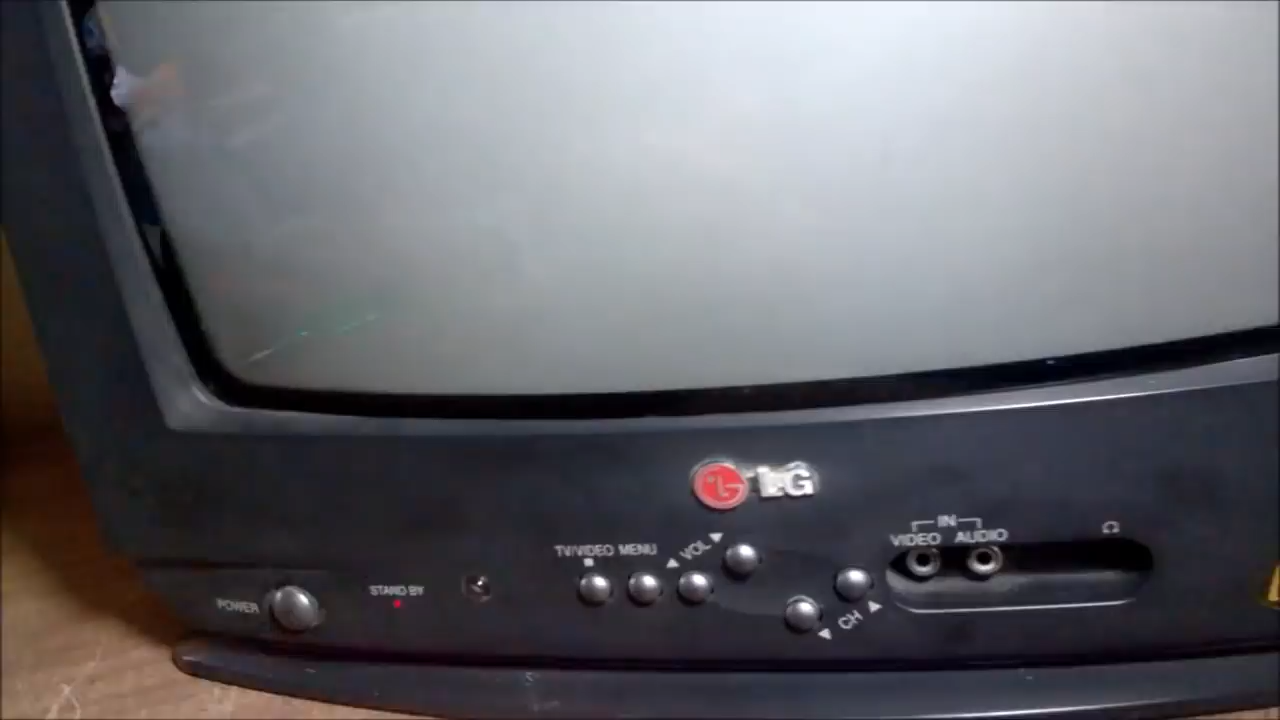 LG
IN
VIDEO AUDIO
TV/VIDEO MENU
VOL
STAND BY
POWER
CH